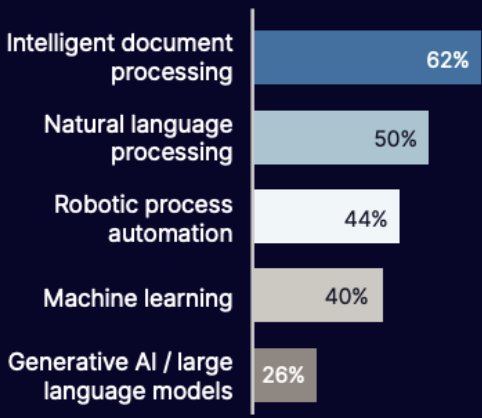 Intelligent document
processing
62%
Natural language
processing
50%
Robotic process
automation
44%
Machine learning
40%
Generative AI / large
language models
26%